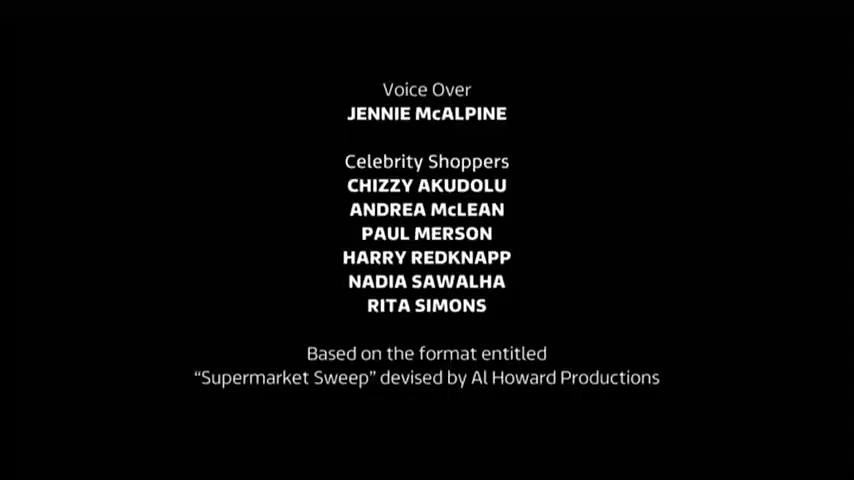 Voice Over
JENNIE McALPINE
Celebrity Shoppers
CHIZZY AKUDOLU
ANDREA McLEAN
PAUL MERSON
HARRY REDKNAPP
NADIA SAWALHA
RITA SIMONS
Based on the format entitled
“Supermarket Sweep” devised by Al Howard Productions